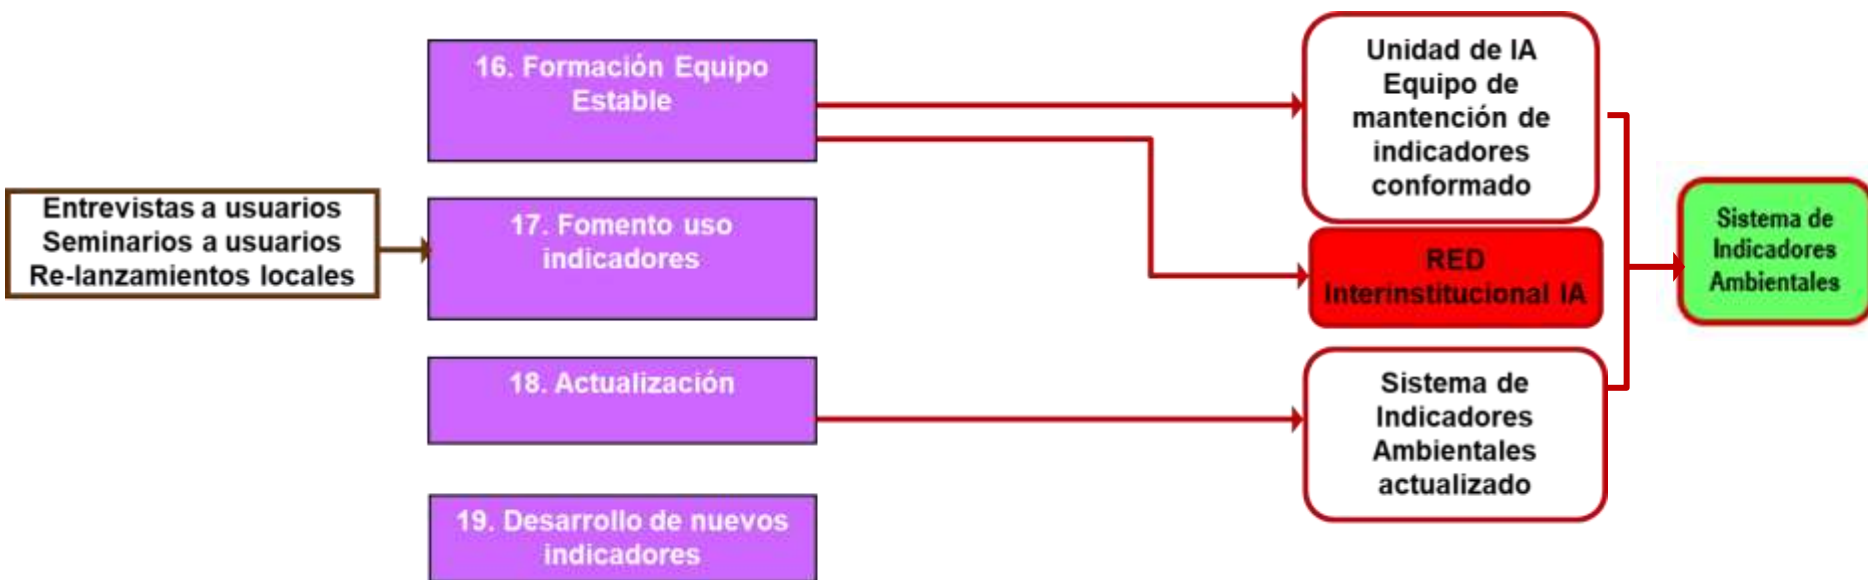 16. Formación Equipo
Estable
Unidad de IA
Equipo de
mantención de
indicadores
conformado
Entrevistas a usuarios
Seminarios a usuarios
Re-lanzamientos locales
17. Fomento uso
indicadores
RED
Interinstitucional IA
Sistema de
Indicadores
Ambientales
18. Actualización
Sistema de
Indicadores
Ambientales
actualizado
19. Desarrollo de nuevos
indicadores